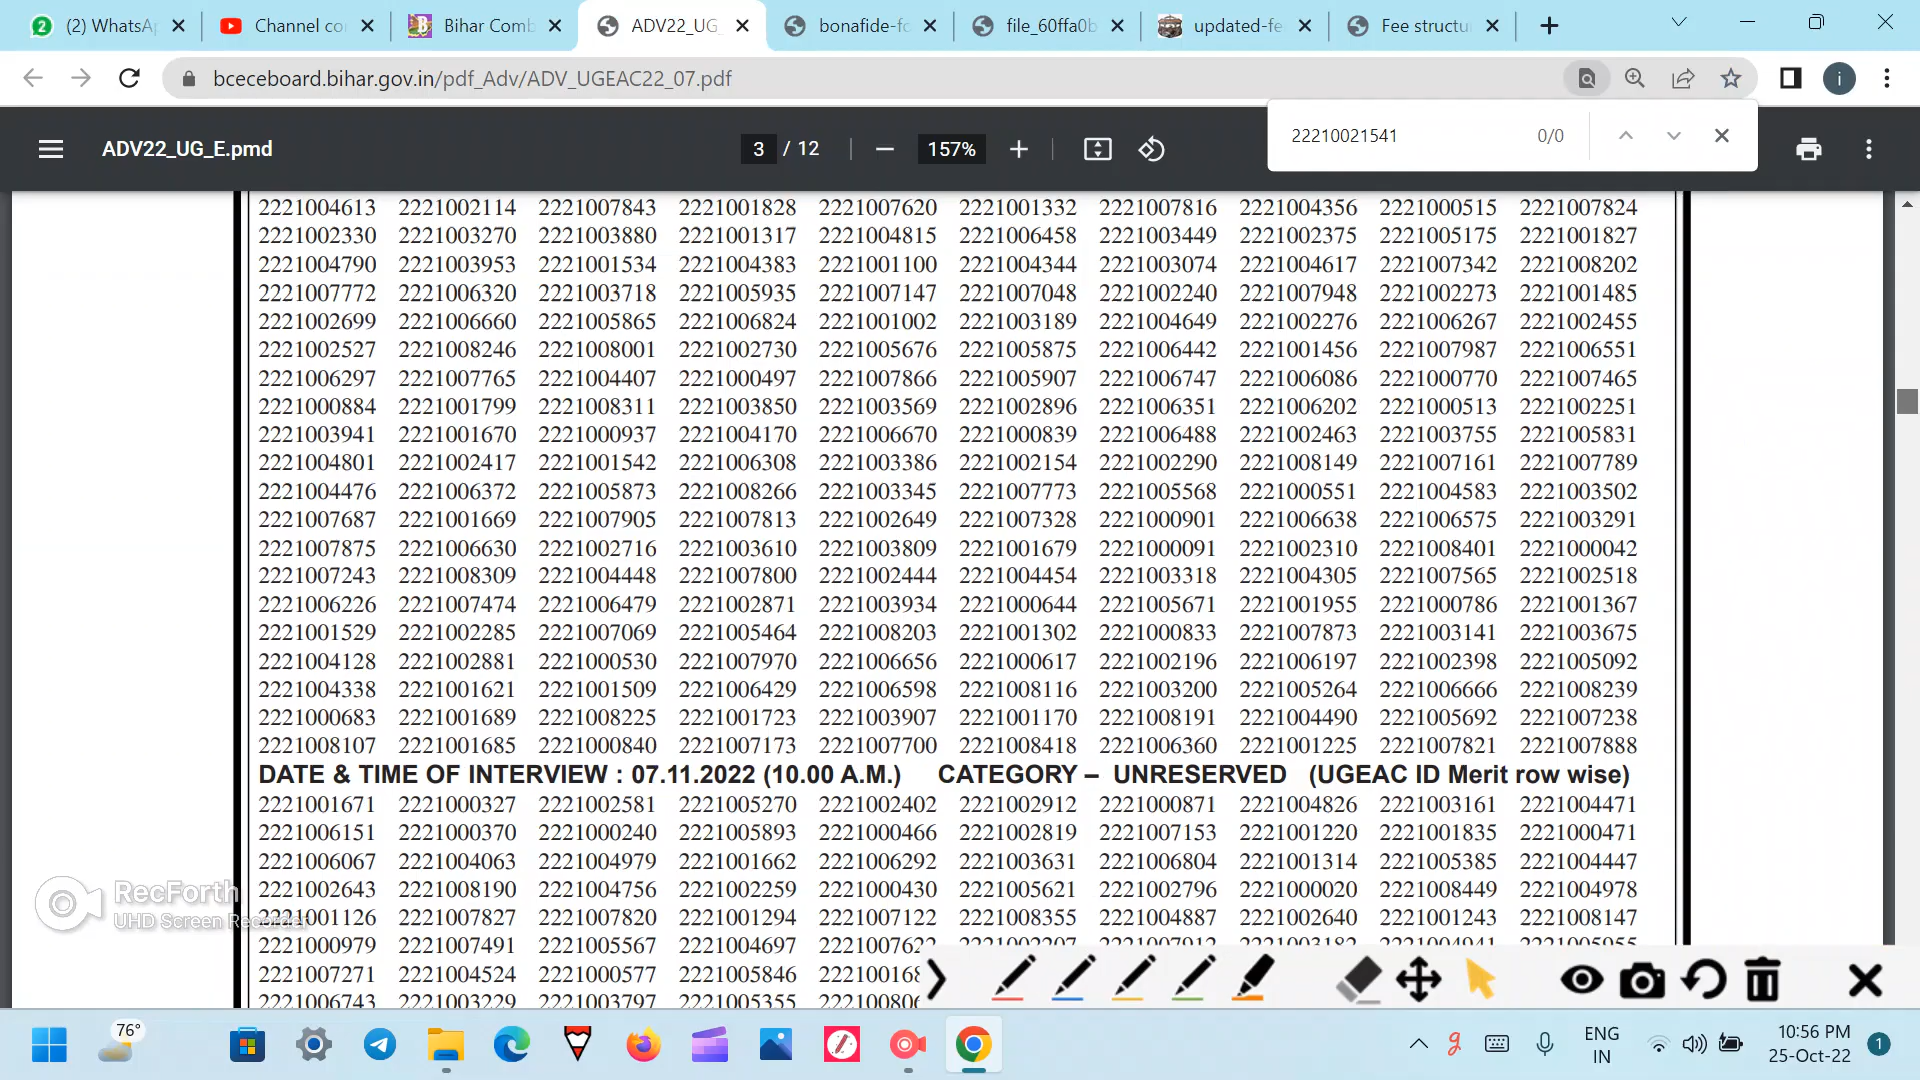 (2) WhatsAp
Channel co
Bihar Comb
ADV22_UG_
bonafide-fo
file_60ffa0b
updated-fe
Fee structu
bceceboard.bihar.gov.in/pdf_Adv/ADV_UGEAC22_07.pdf
i
22210021541 0/0
ADV22_UG_E.pmd
3 / 12
157%
2221004613 2221002114 2221007843 2221001828 2221007620 2221001332 2221007816 2221004356 2221000515 2221007824
2221002330 2221003270 2221003880 2221001317 2221004815 2221006458 2221003449 2221002375 2221005175 2221001827
2221004790 2221003953 2221001534 2221004383 2221001100 2221004344 2221003074 2221004617 2221007342 2221008202
2221007772 2221006320 2221003718 2221005935 2221007147 2221007048 2221002240 2221007948 2221002273 2221001485
2221002699 2221006660 2221005865 2221006824 2221001002 2221003189 2221004649 2221002276 2221006267 2221002455
2221002527 2221008246 2221008001 2221002730 2221005676 2221005875 2221006442 2221001456 2221007987 2221006551
2221006297 2221007765 2221004407 2221000497 2221007866 2221005907 2221006747 2221006086 2221000770 2221007465
2221000884 2221001799 2221008311 2221003850 2221003569 2221002896 2221006351 2221006202 2221000513 2221002251
2221003941 2221001670 2221000937 2221004170 2221006670 2221000839 2221006488 2221002463 2221003755 2221005831
2221004801 2221002417 2221001542 2221006308 2221003386 2221002154 2221002290 2221008149 2221007161 2221007789
2221004476 2221006372 2221005873 2221008266 2221003345 2221007773 2221005568 2221000551 2221004583 2221003502
2221007687 2221001669 2221007905 2221007813 2221002649 2221007328 2221000901 2221006638 2221006575 2221003291
2221007875 2221006630 2221002716 2221003610 2221003809 2221001679 2221000091 2221002310 2221008401 2221000042
2221007243 2221008309 2221004448 2221007800 2221002444 2221004454 2221003318 2221004305 2221007565 2221002518
2221006226 2221007474 2221006479 2221002871 2221003934 2221000644 2221005671 2221001955 2221000786 2221001367
2221001529 2221002285 2221007069 2221005464 2221008203 2221001302 2221000833 2221007873 2221003141 2221003675
2221004128 2221002881 2221000530 2221007970 2221006656 2221000617 2221002196 2221006197 2221002398 2221005092
2221004338 2221001621 2221001509 2221006429 2221006598 2221008116 2221003200 2221005264 2221006666 2221008239
2221000683 2221001689 2221008225 2221001723 2221003907 2221001170 2221008191 2221004490 2221005692 2221007238
2221008107 2221001685 2221000840 2221007173 2221007700 2221008418 2221006360 2221001225 2221007821 2221007888
DATE & TIME OF INTERVIEW : 07.11.2022 (10.00 A.M.) CATEGORY – UNRESERVED (UGEAC ID Merit row wise)
2221001671 2221000327 2221002581 2221005270 2221002402 2221002912 2221000871 2221004826 2221003161 2221004471
2221006151 2221000370 2221000240 2221005893 2221000466 2221002819 2221007153 2221001220 2221001835 2221000471
2221006067 2221004063 2221004979 2221001662 2221006292 2221003631 2221006804 2221001314 2221005385 2221004447
2221002643 2221008190 2221004756 2221002259 2221000430 2221005621 2221002796 2221000020 2221008449 2221004978
2221007827 2221007820 2221001294 2221007122 2221008355 2221004887 2221002640 2221001243 2221008147
2221000979 2221007491 2221005567 2221004697
2221007271 2221004524 2221000577 2221005846
2221006743 2221003229 2221003797 2221005355
RecForth
UHD Screen Recorder
76°
ENG
IN
10:56 PM
25-Oct-22
1